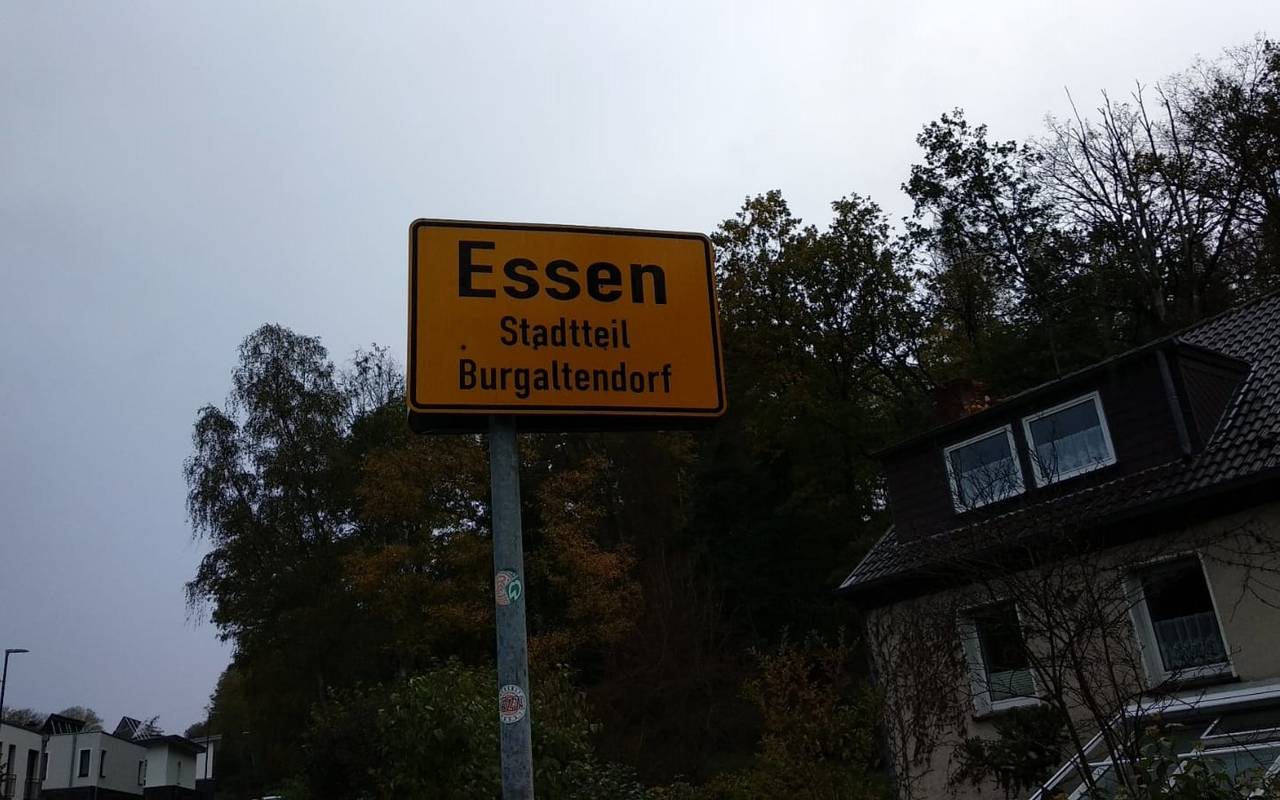 Essen
Stadtteil
Burgaltendorf